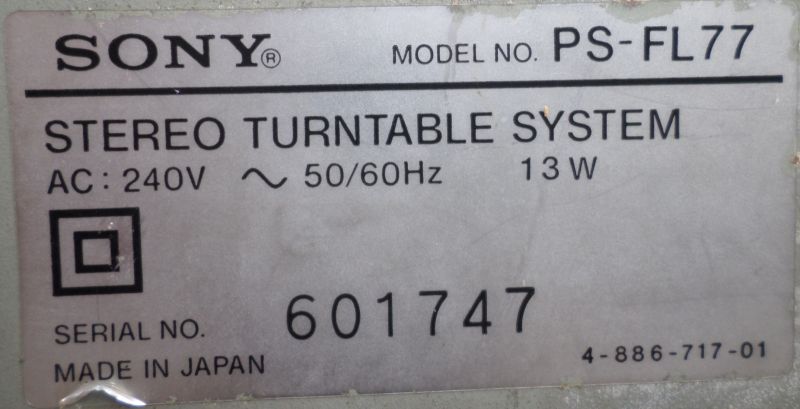 SONY® MODEL NO. PS-FL77
STEREO TURNTABLE SYSTEM
AC: 240V ～ 50/60Hz 13W
SERIAL NO. 601747
MADE IN JAPAN 4-886-717-01